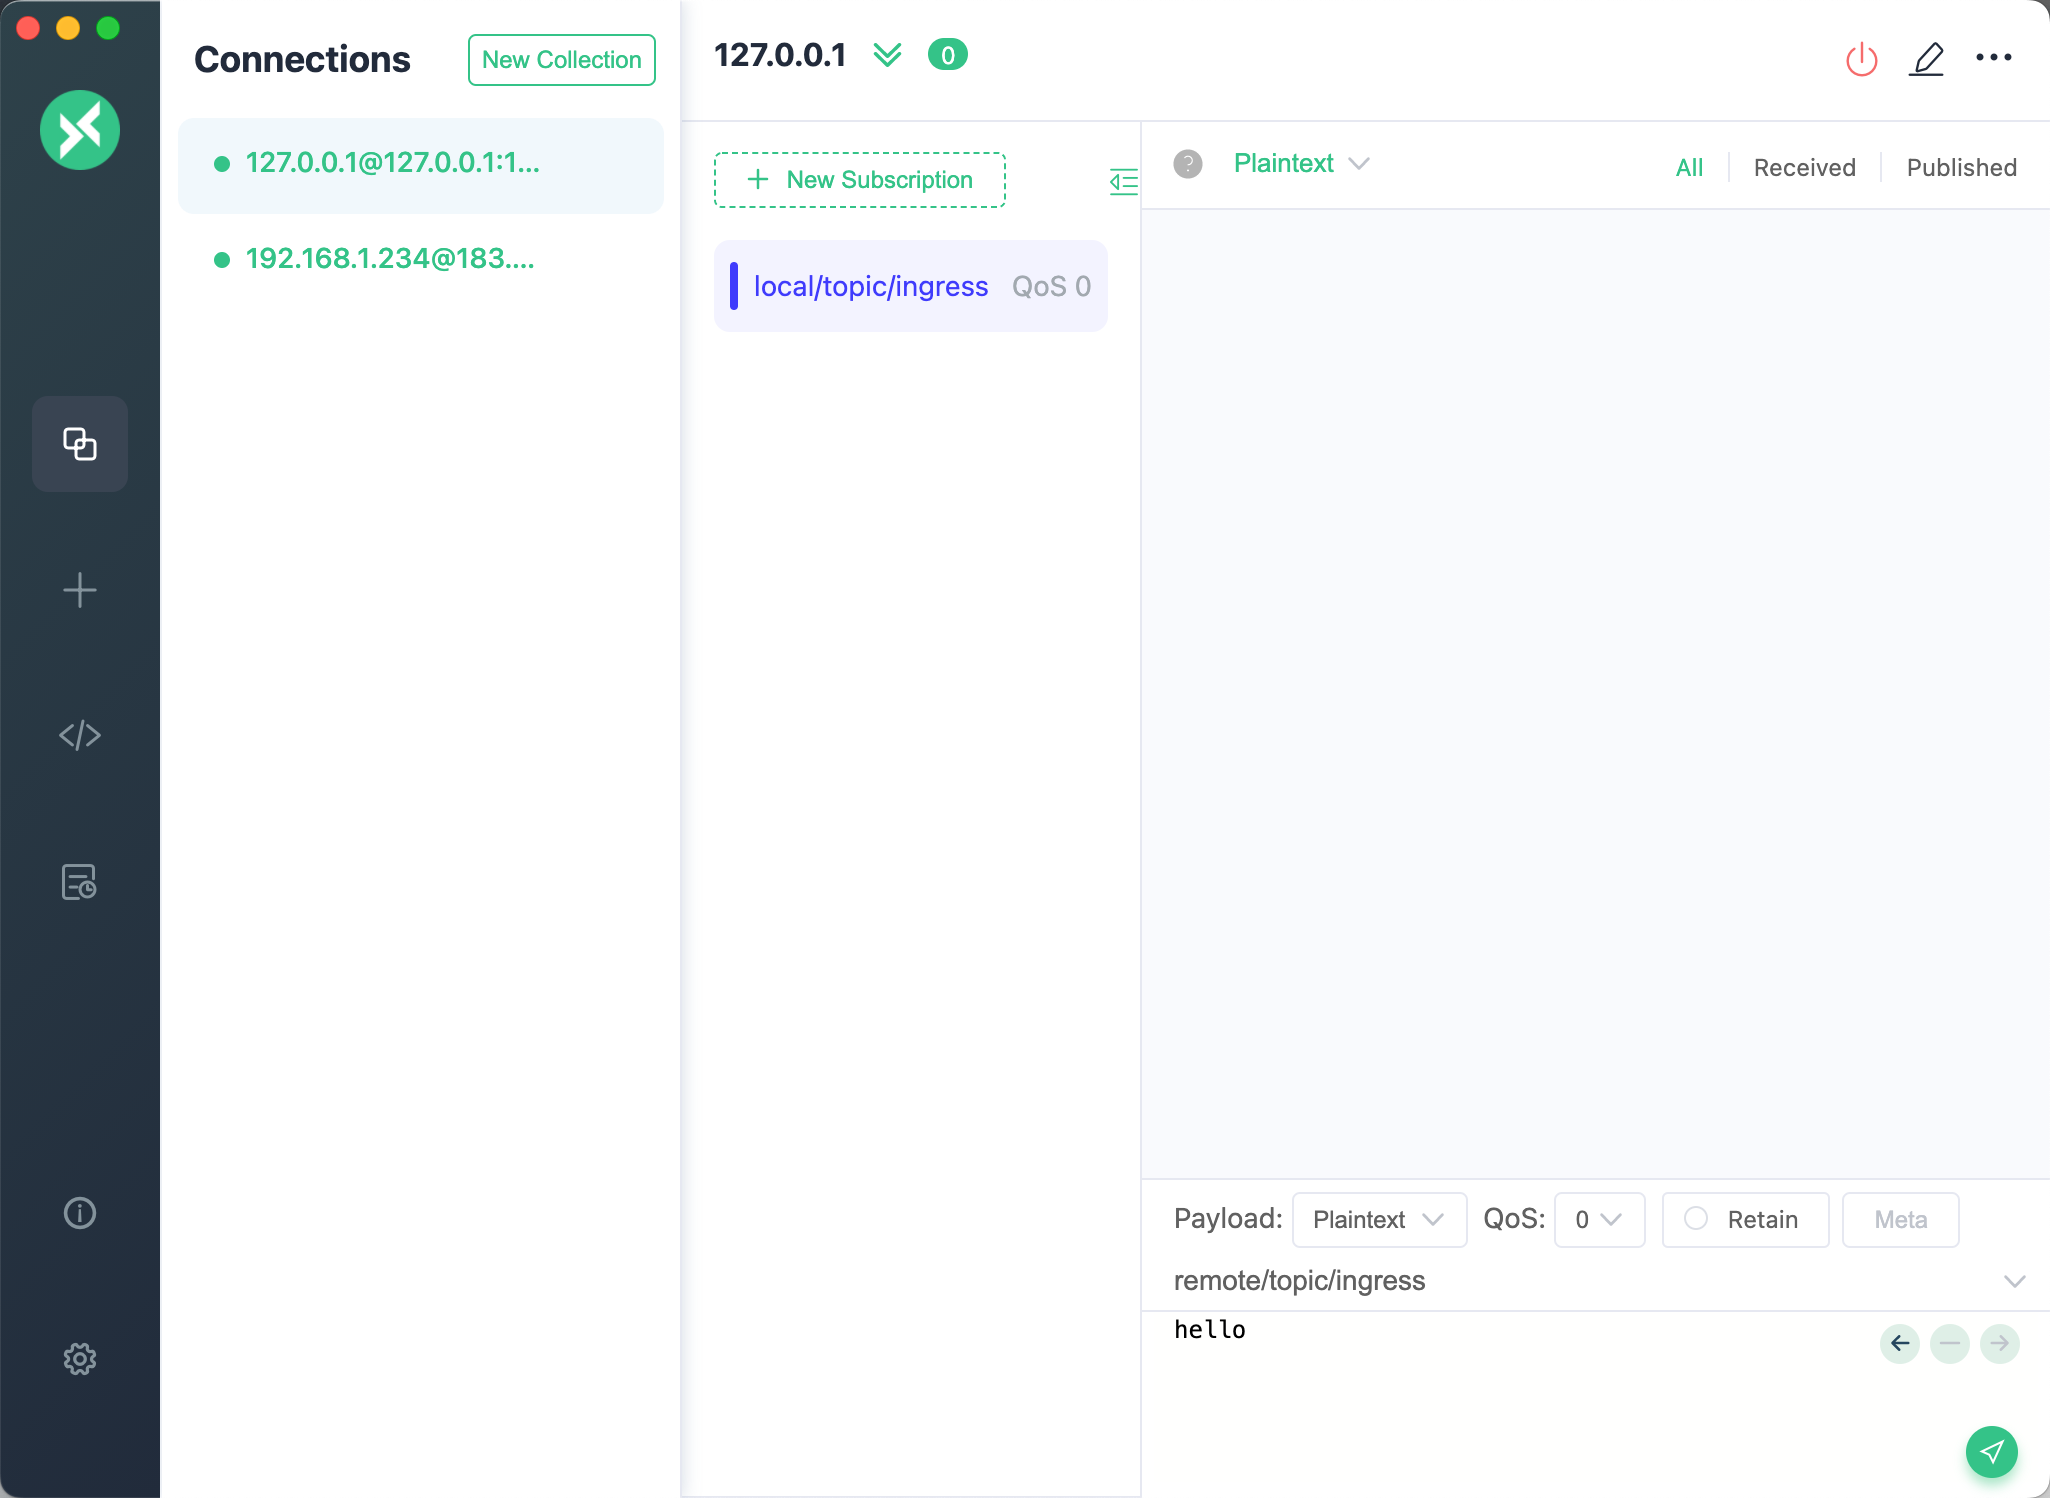 Connections
New Collection
127.0.0.1@127.0.0.1:1...
192.168.1.234@183....
127.0.0.1
0
New Subscription
local/topic/ingress QoS 0
Plaintext
All Received Published
Payload: Plaintext QoS: 0 Retain Meta
remote/topic/ingress
hello